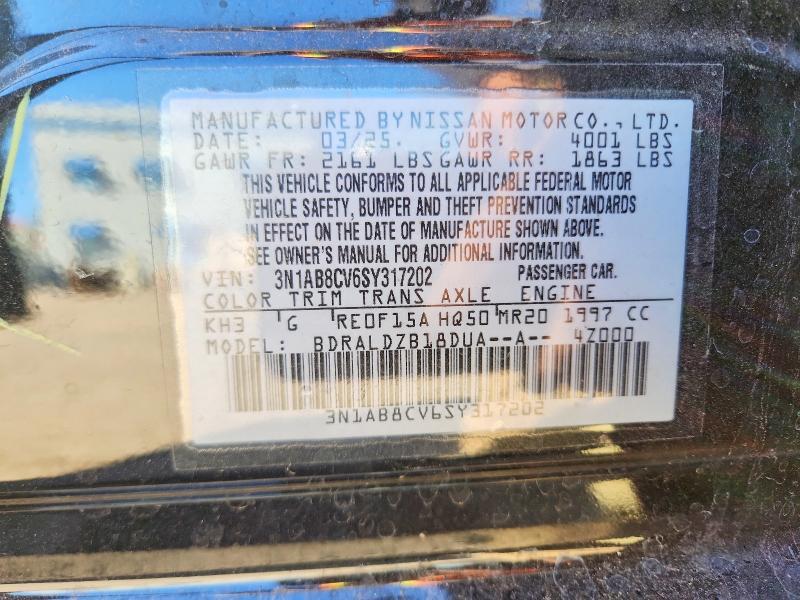 MANUFACTURED BY NISSAN MOTOR CO., LTD.
DATE: 03/25. GVWR: 4001 LBS
GAWR FR: 2161 LBS GAWR RR: 1863 LBS
THIS VEHICLE CONFORMS TO ALL APPLICABLE FEDERAL MOTOR
VEHICLE SAFETY, BUMPER AND THEFT PREVENTION STANDARDS
IN EFFECT ON THE DATE OF MANUFACTURE SHOWN ABOVE.
SEE OWNER'S MANUAL FOR ADDITIONAL INFORMATION.
VIN: 3N1AB8CV6SY317202 PASSENGER CAR.
COLOR TRIM TRANS AXLE ENGINE
KH3 G RE0F15A HQ50 MR20 1997 CC
MODEL: BDRALDZB18DUA--A-- 4Z000
3N1AB8CV6SY317202